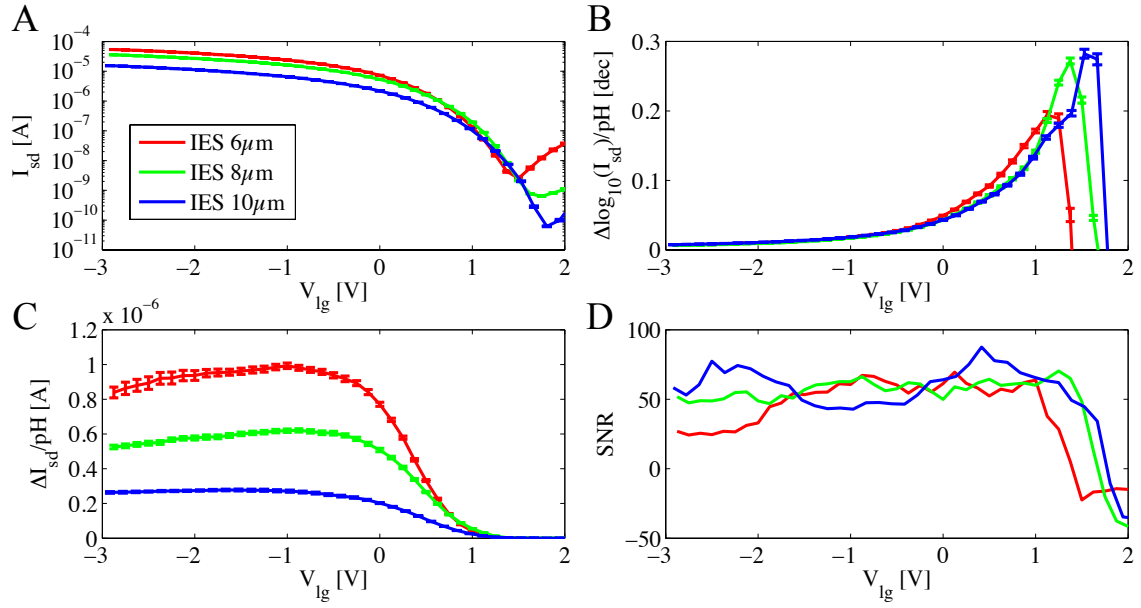 A
I_sd [A]
10^−4
10^−5
10^−6
10^−7
10^−8
10^−9
10^−10
10^−11
IES 6μm
IES 8μm
IES 10μm
−3 −2 −1 0 1 2
V_lg [V]
B
Δlog_10(I_sd)/pH [dec]
0.3
0.2
0.1
0
−3 −2 −1 0 1 2
V_lg [V]
C
x 10^−6
ΔI_sd/pH [A]
1.2
1
0.8
0.6
0.4
0.2
0
−3 −2 −1 0 1 2
V_lg [V]
D
SNR
100
50
0
−50
−3 −2 −1 0 1 2
V_lg [V]